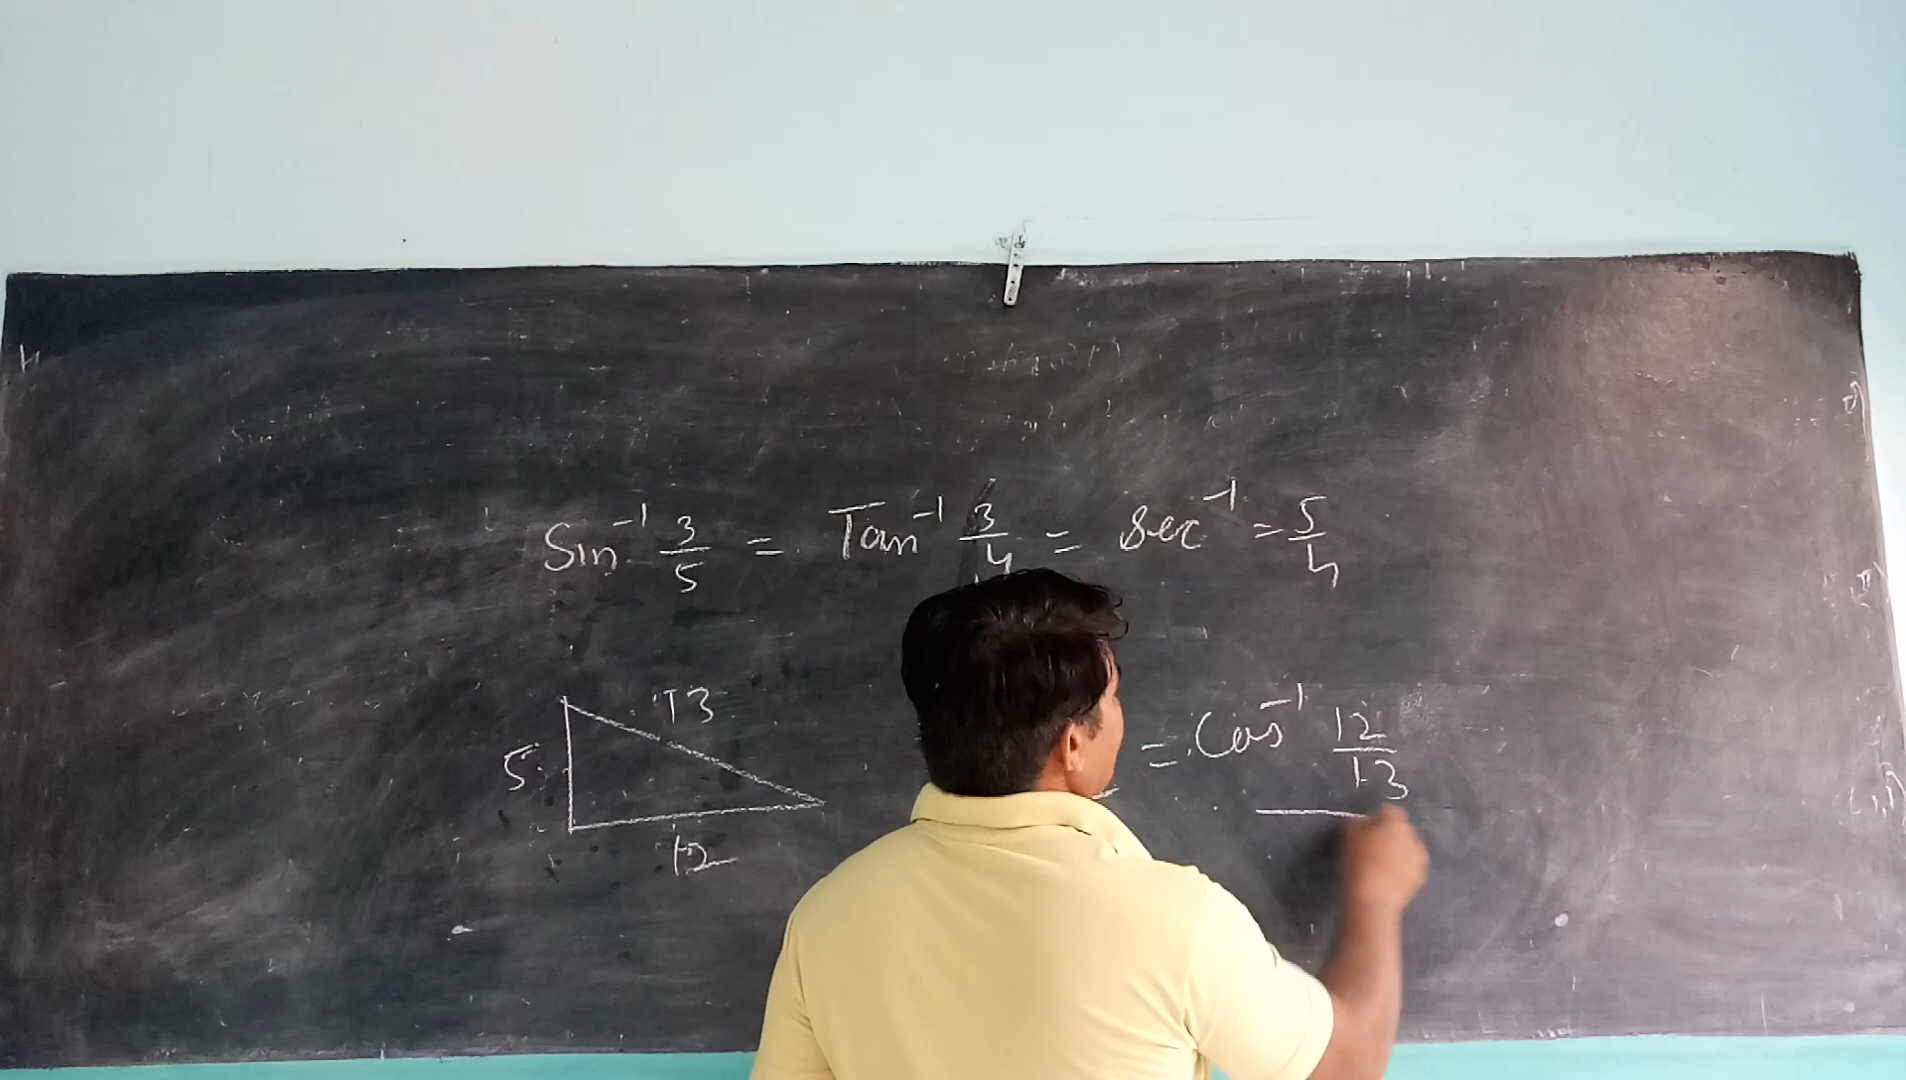 Sin⁻¹ 3/5 = Tan⁻¹ 3/4 = Sec⁻¹ = 5/4
13
5
= Cos⁻¹ 12/13
12